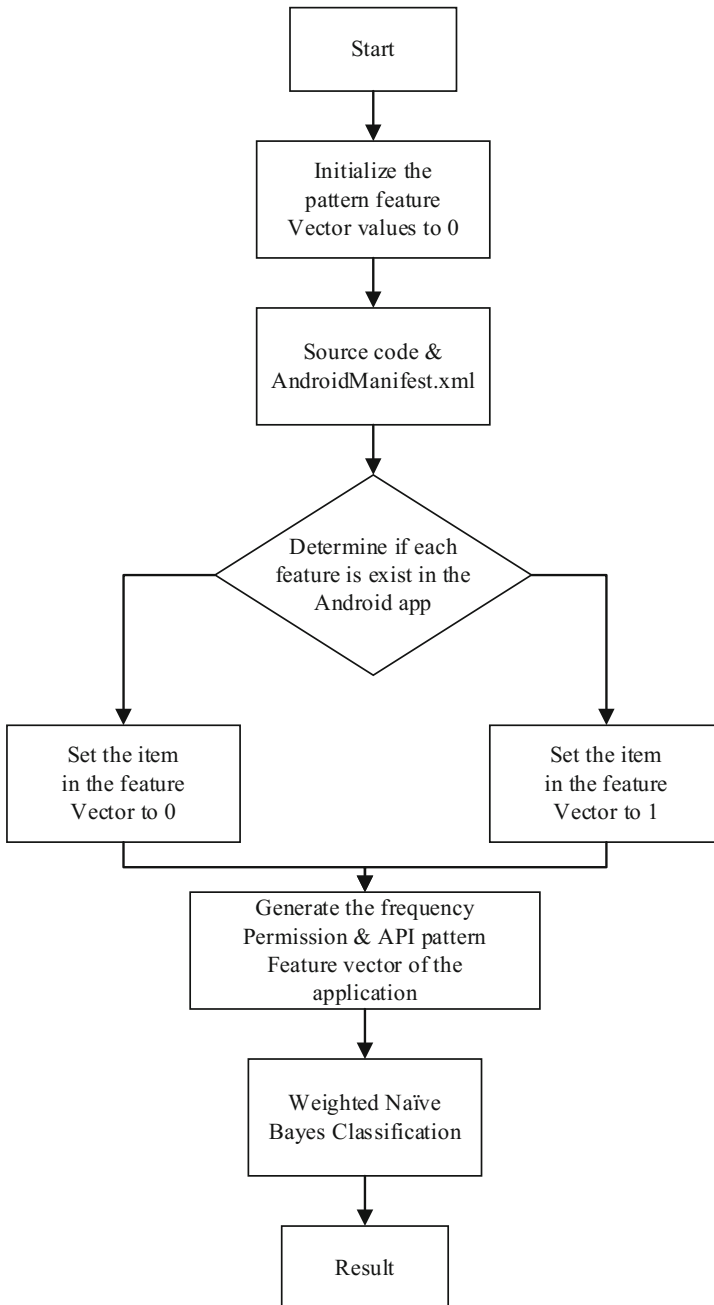 Start
Initialize the
pattern feature
Vector values to 0
Source code &
AndroidManifest.xml
Determine if each
feature is exist in the
Android app
Set the item
in the feature
Vector to 0
Set the item
in the feature
Vector to 1
Generate the frequency
Permission & API pattern
Feature vector of the
application
Weighted Naïve
Bayes Classification
Result